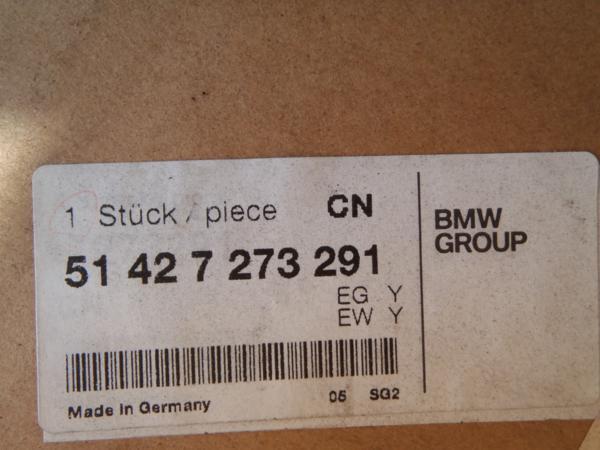 1 Stück / piece CN
51 42 7 273 291
EG Y
EW Y
Made in Germany 05 SG2
BMW
GROUP